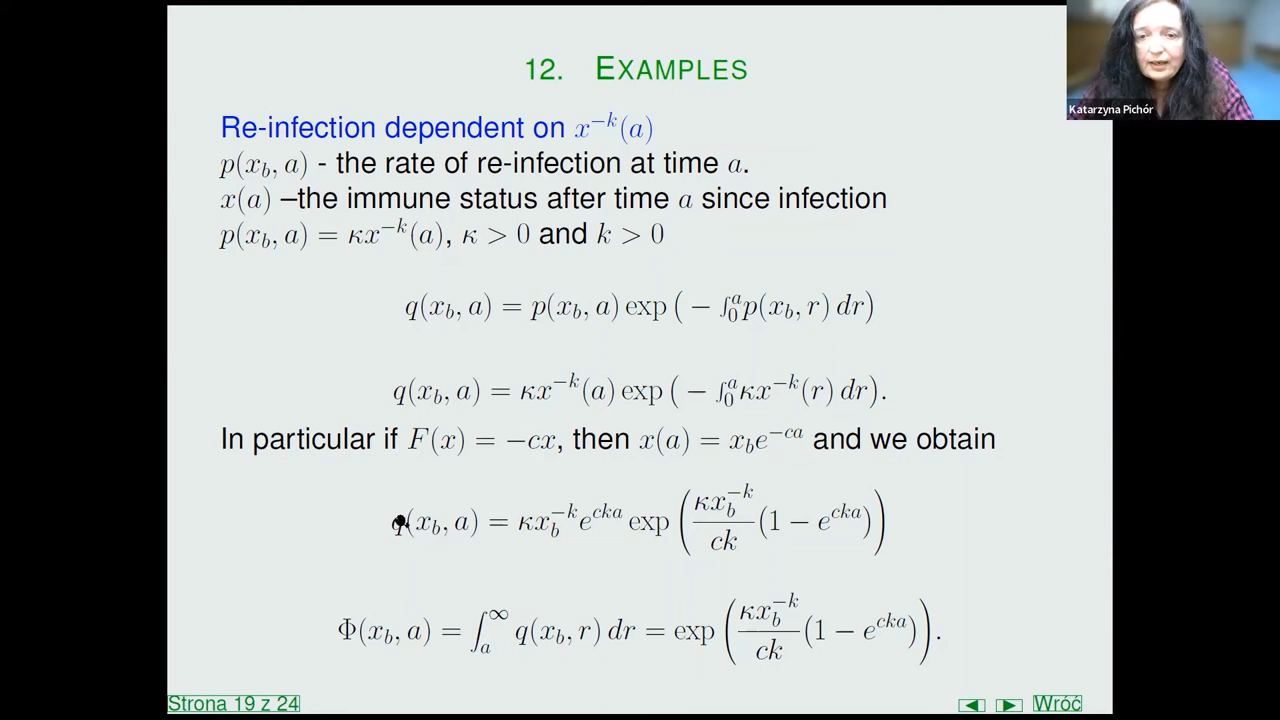 12. EXAMPLES
Katarzyna Pichór
Re-infection dependent on x^{-k}(a)
p(x_b, a) - the rate of re-infection at time a.
x(a) –the immune status after time a since infection
p(x_b, a) = κx^{-k}(a), κ > 0 and k > 0
q(x_b, a) = p(x_b, a) exp ( − ∫_0^a p(x_b, r) dr)
q(x_b, a) = κx^{-k}(a) exp ( − ∫_0^a κx^{-k}(r) dr).
In particular if F(x) = −cx, then x(a) = x_b e^{-ca} and we obtain
q(x_b, a) = κx_b^{-k} e^{cka} exp (κx_b^{-k}/ck (1 − e^{cka}))
Φ(x_b, a) = ∫_a^∞ q(x_b, r) dr = exp (κx_b^{-k}/ck (1 − e^{cka})).
Strona 19 z 24
Wróć